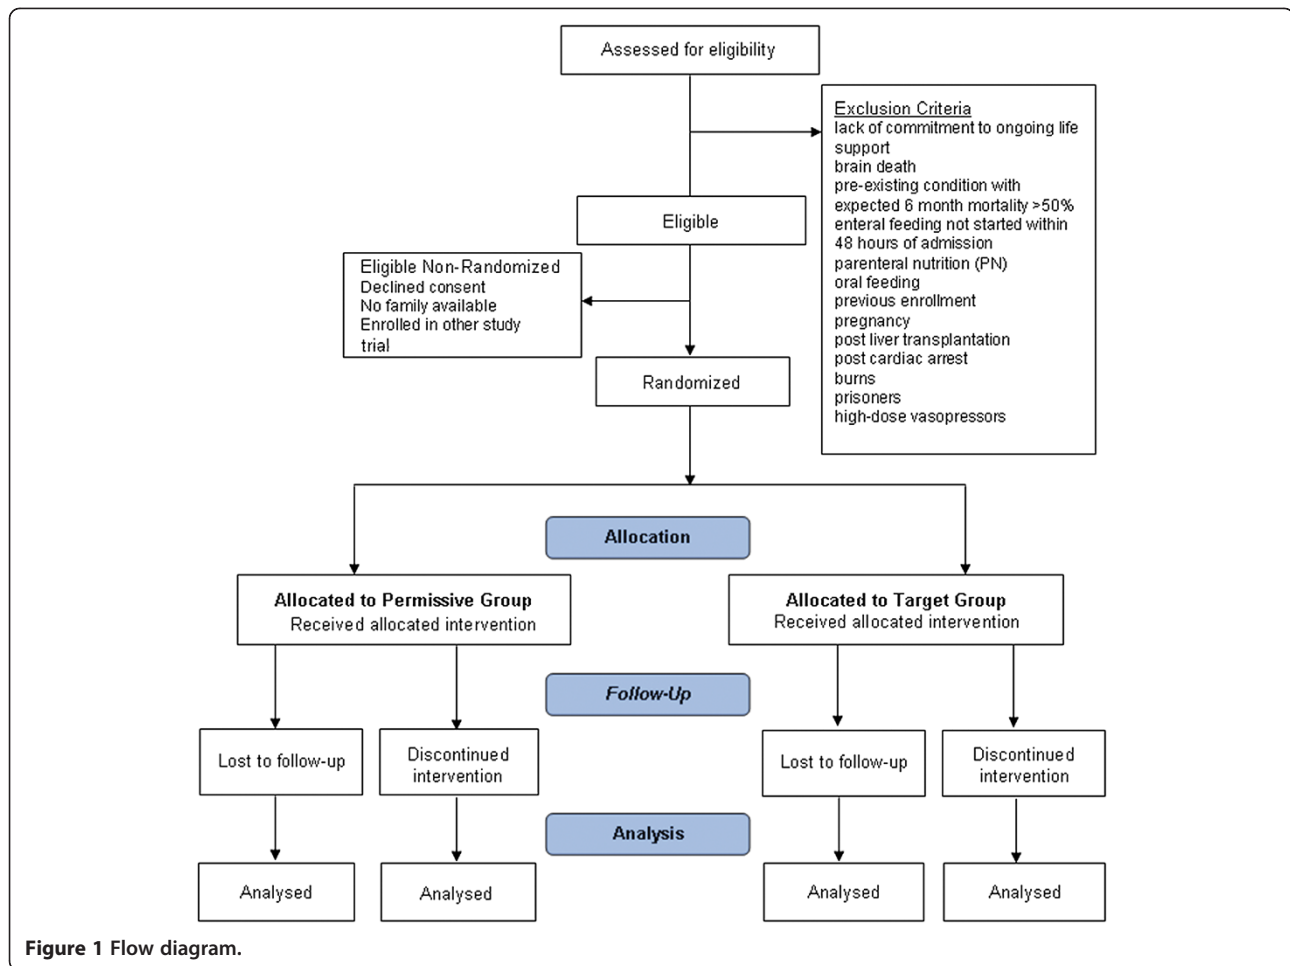 Assessed for eligibility
Exclusion Criteria
lack of commitment to ongoing life
support
brain death
pre-existing condition with
expected 6 month mortality >50%
enteral feeding not started within
48 hours of admission
parenteral nutrition (PN)
oral feeding
previous enrollment
pregnancy
post liver transplantation
post cardiac arrest
burns
prisoners
high-dose vasopressors
Eligible
Eligible Non-Randomized
Declined consent
No family available
Enrolled in other study
trial
Randomized
Allocation
Allocated to Permissive Group
Received allocated intervention
Allocated to Target Group
Received allocated intervention
Follow-Up
Lost to follow-up
Discontinued
intervention
Lost to follow-up
Discontinued
intervention
Analysis
Analysed
Analysed
Analysed
Analysed
Figure 1 Flow diagram.